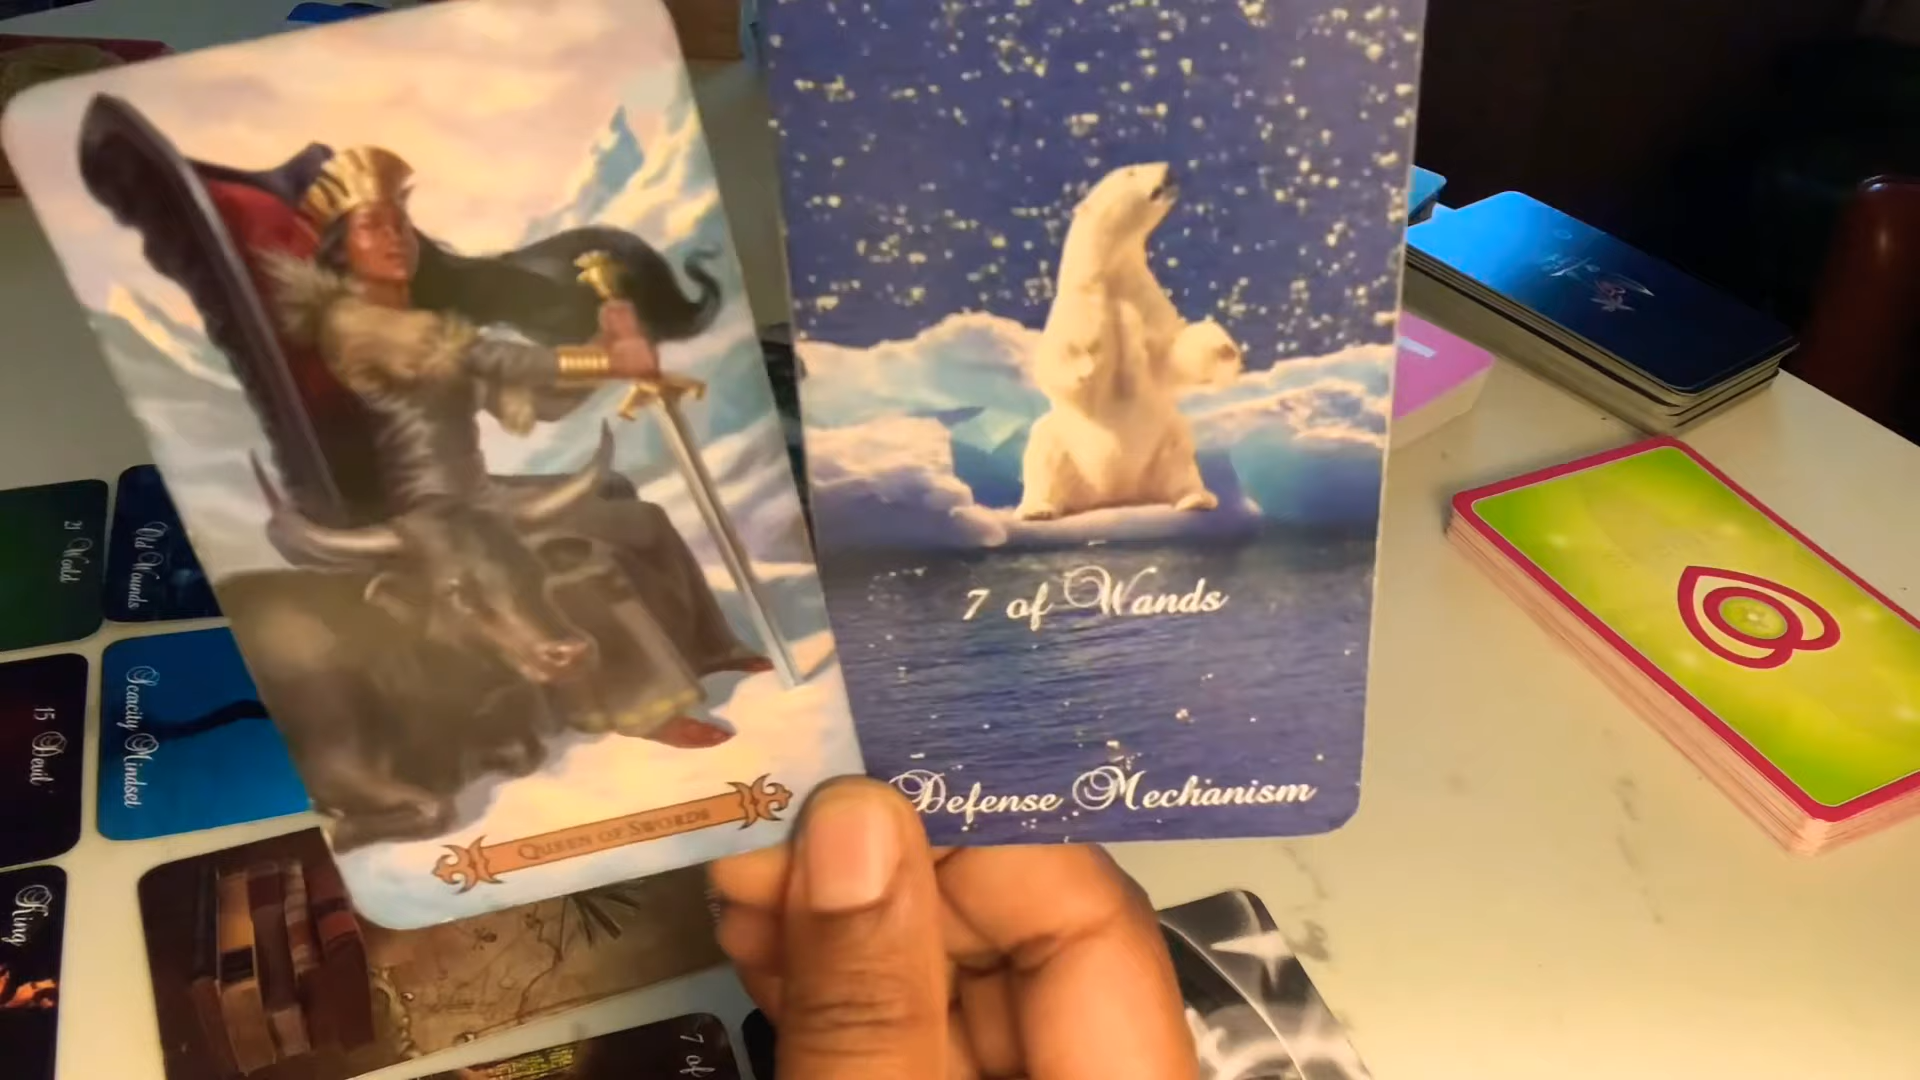 7 of Wands
Defense Mechanism
Queen of Swords
21 World
Old Wounds
15 Devil
Scarcity Mindset
King
7 of